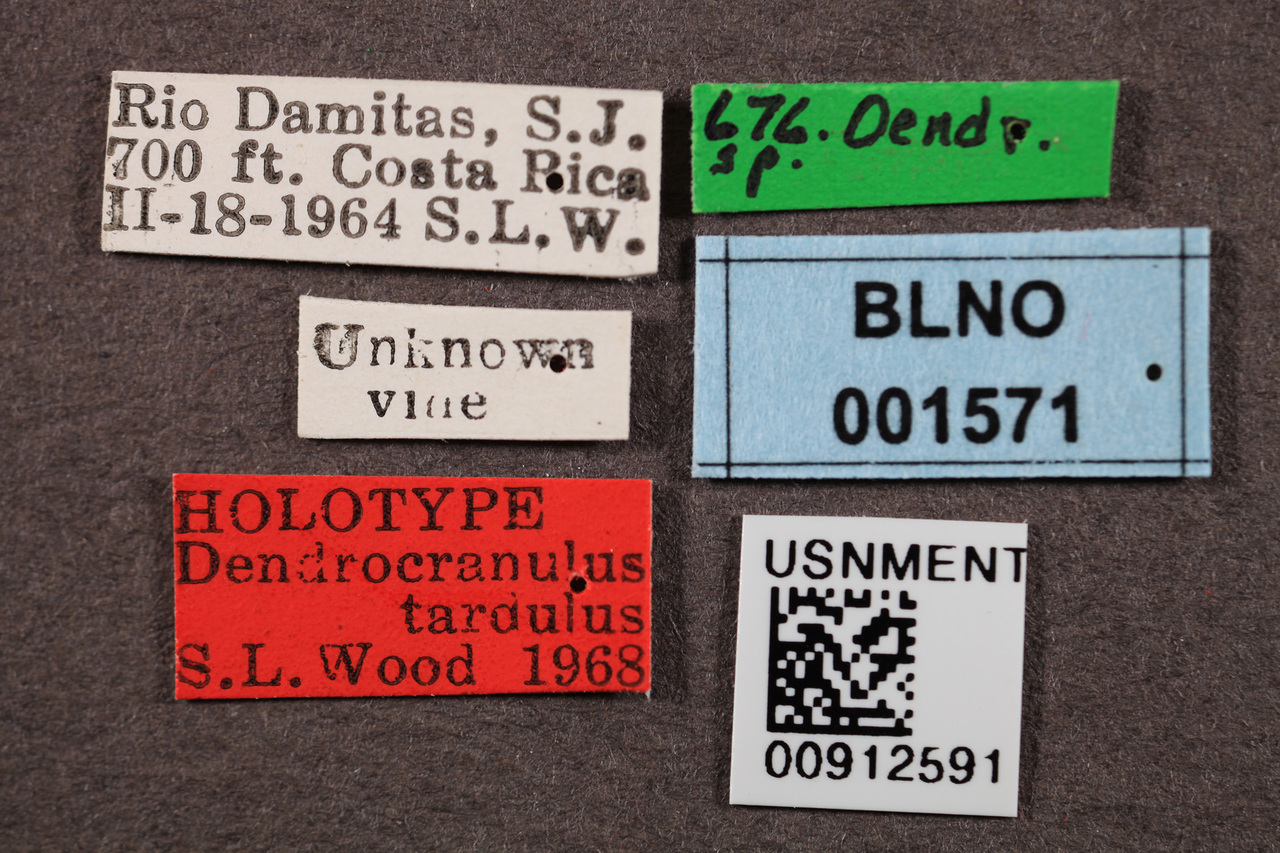 Rio Damitas, S.J.
700 ft. Costa Rica
II-18-1964 S.L.W.
Unknown
vine
HOLOTYPE
Dendrocranulus
tardulus
S.L. Wood 1968
676. Dendr.
sp.
BLNO
001571
USNMENT
00912591